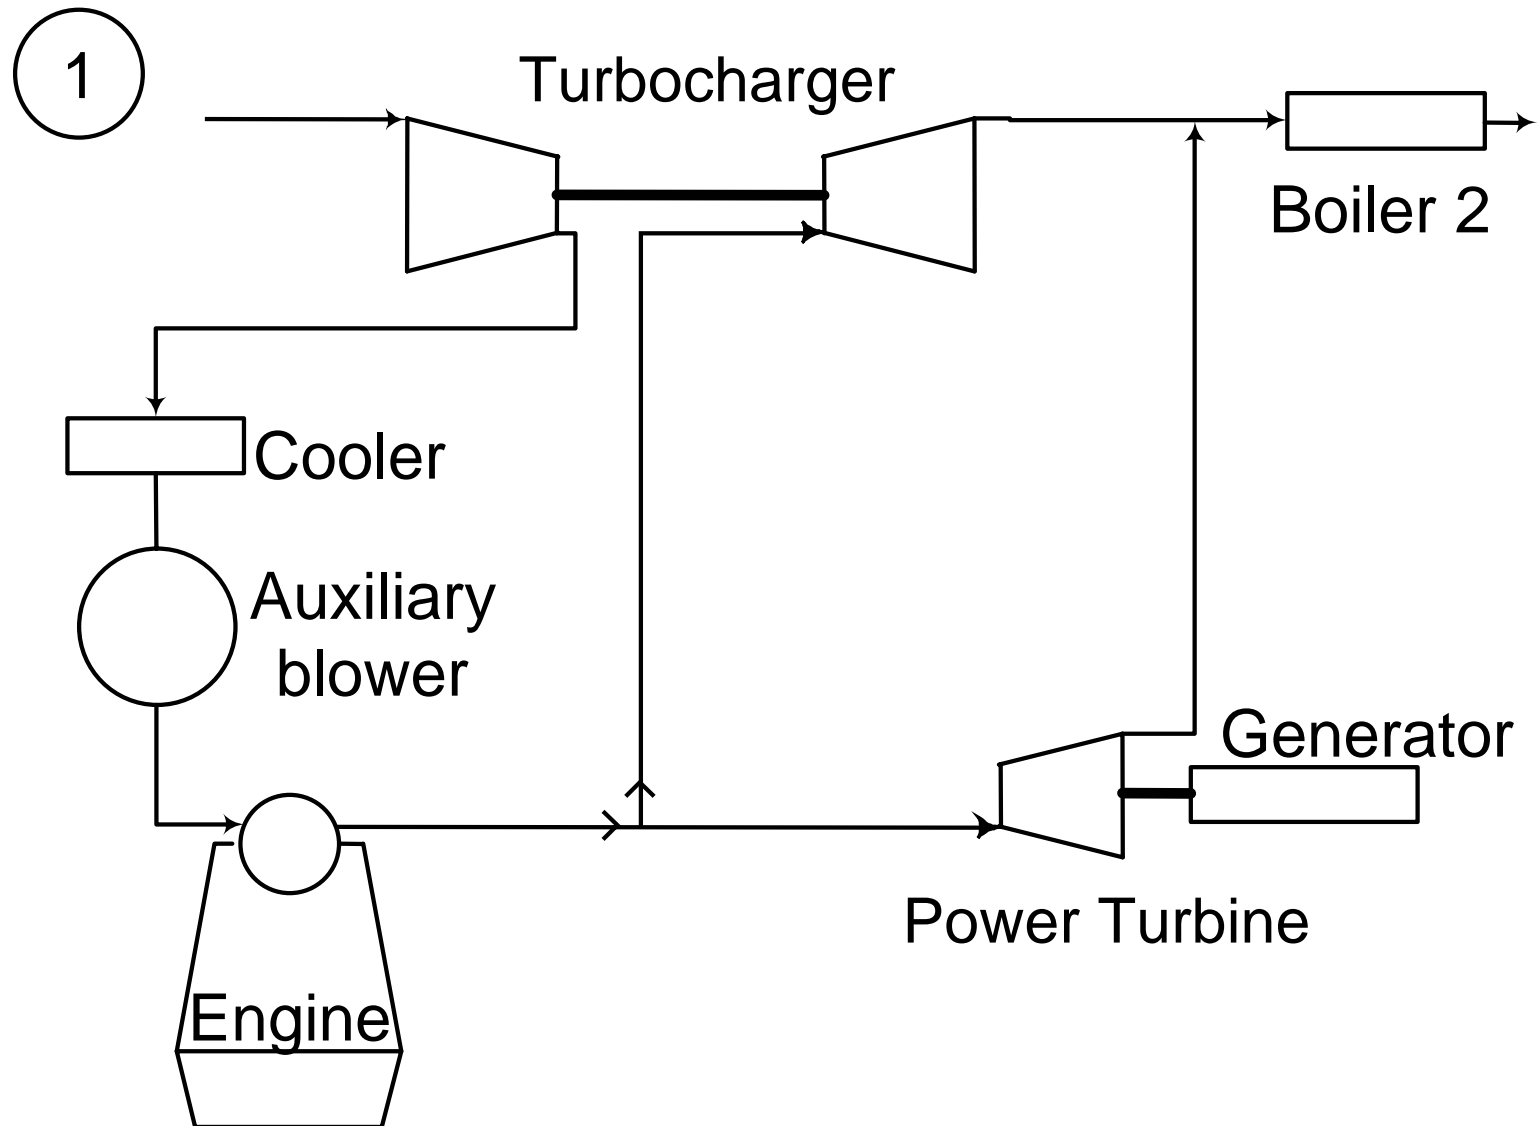 1
Turbocharger
Boiler 2
Cooler
Auxiliary
blower
Generator
Power Turbine
Engine